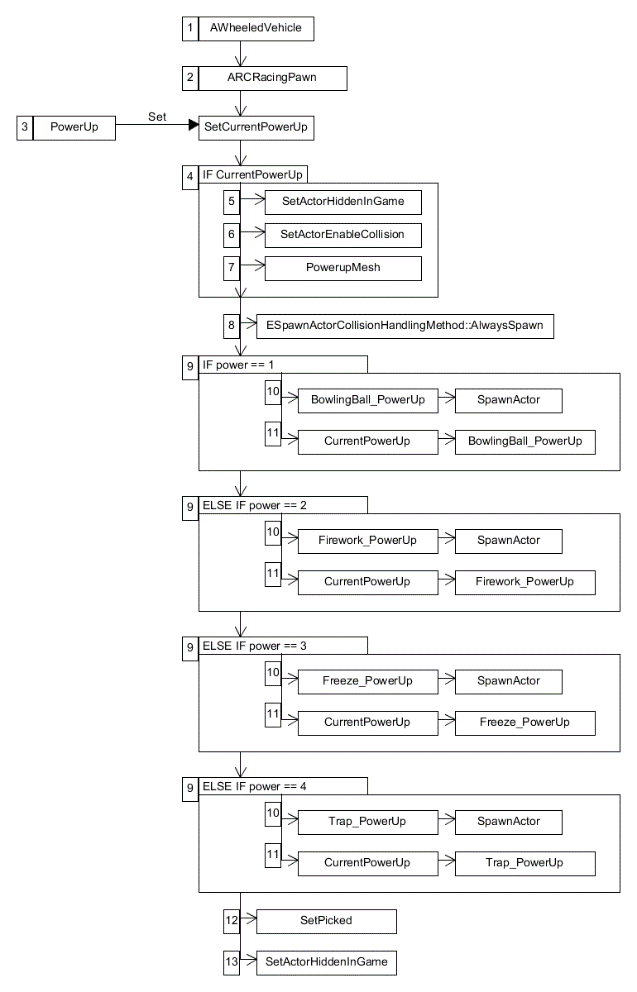 1 AWheeledVehicle
2 ARCRacingPawn
Set
3 PowerUp SetCurrentPowerUp
4 IF CurrentPowerUp
5 SetActorHiddenInGame
6 SetActorEnableCollision
7 PowerupMesh
8 ESpawnActorCollisionHandlingMethod::AlwaysSpawn
9 IF power == 1
10 BowlingBall_PowerUp SpawnActor
11 CurrentPowerUp BowlingBall_PowerUp
9 ELSE IF power == 2
10 Firework_PowerUp SpawnActor
11 CurrentPowerUp Firework_PowerUp
9 ELSE IF power == 3
10 Freeze_PowerUp SpawnActor
11 CurrentPowerUp Freeze_PowerUp
9 ELSE IF power == 4
10 Trap_PowerUp SpawnActor
11 CurrentPowerUp Trap_PowerUp
12 SetPicked
13 SetActorHiddenInGame